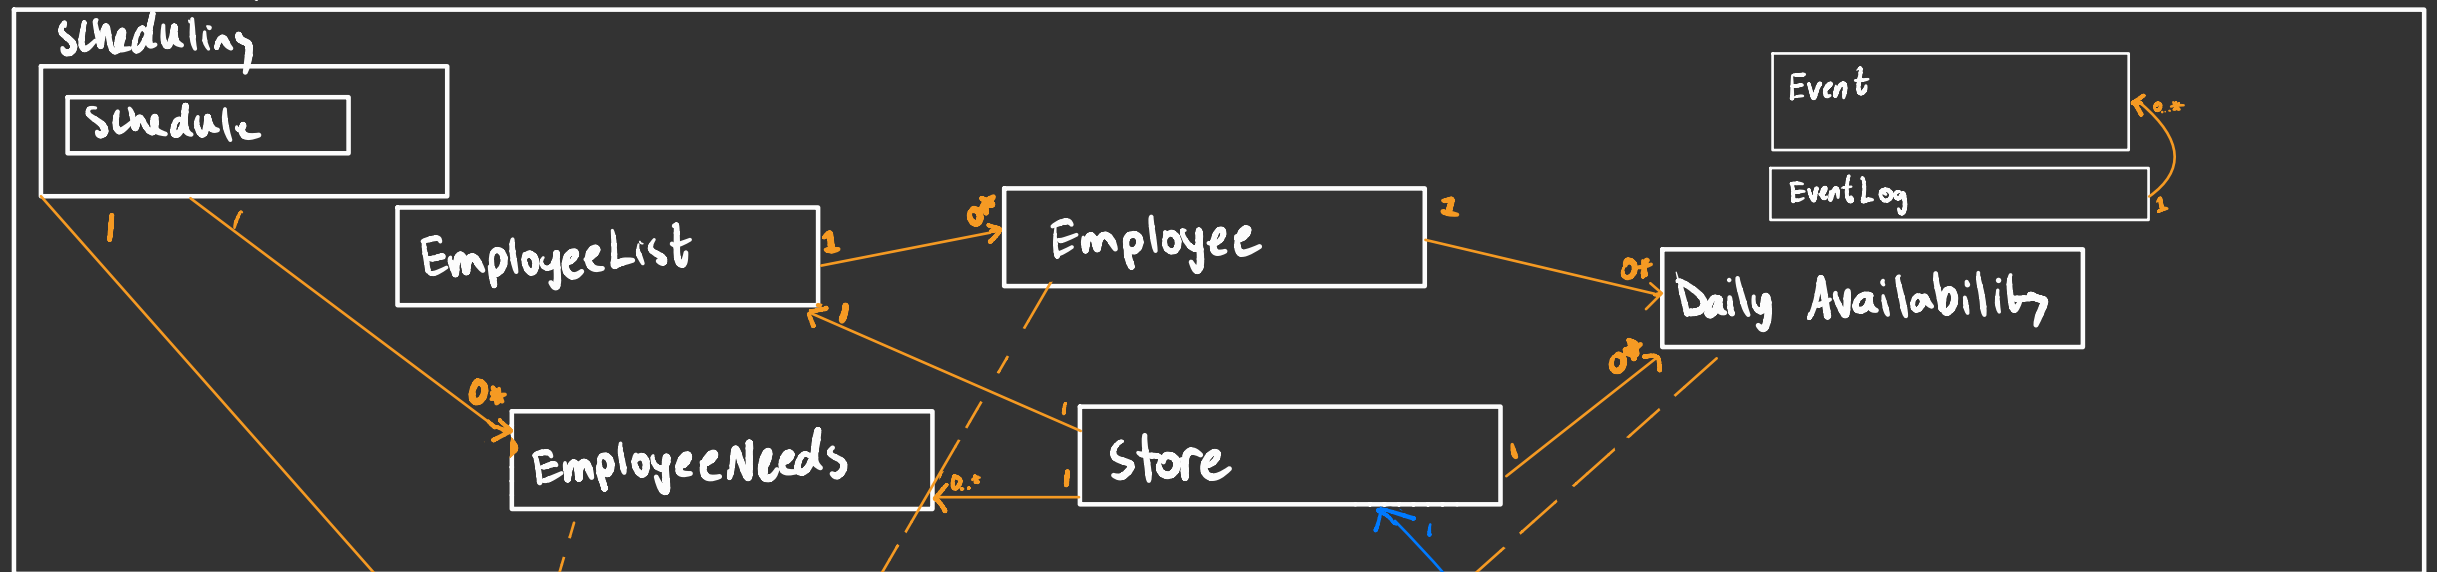 Scheduling
Schedule
Event
0..*
EventLog
1
1
1
EmployeeList
1
0*
Employee
1
0*
Daily Availability
1
0*
0*
EmployeeNeeds
0..*
1
1
Store
1
1